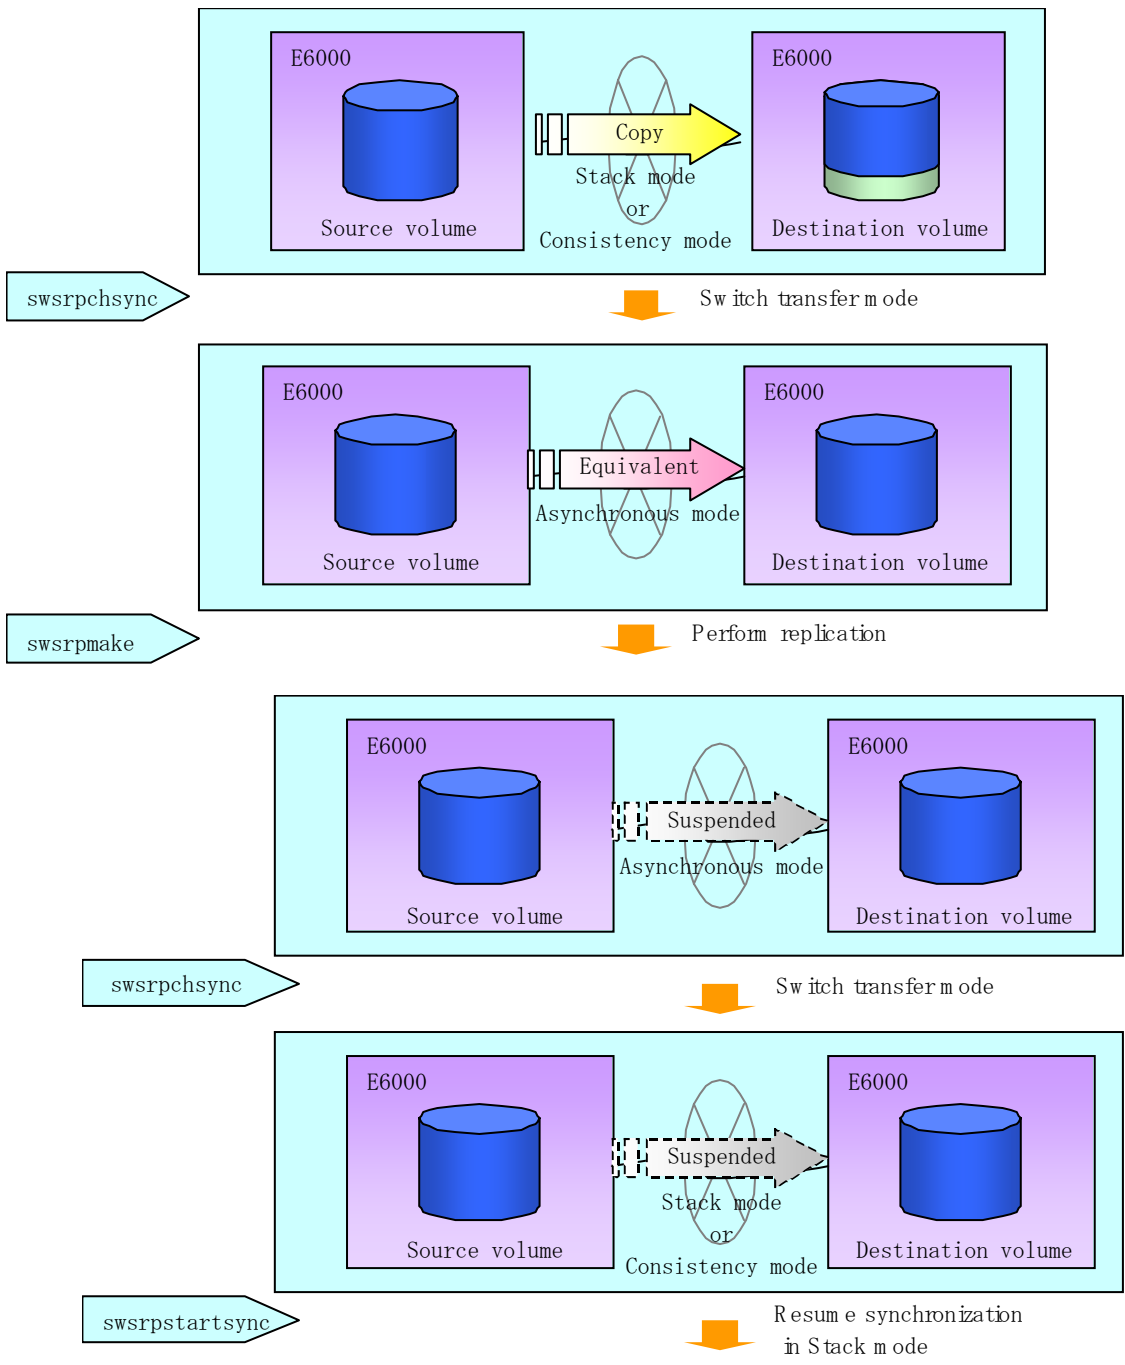 E6000
E6000
Copy
Stack mode
or
Consistency mode
Source volume
Destination volume
swsrpchsync
Switch transfer mode
E6000
E6000
Equivalent
Asynchronous mode
Source volume
Destination volume
swsrpmake
Perform replication
E6000
E6000
Suspended
Asynchronous mode
Source volume
Destination volume
swsrpchsync
Switch transfer mode
E6000
E6000
Suspended
Stack mode
or
Consistency mode
Source volume
Destination volume
swsrpstartsync
Resume synchronization
in Stack mode